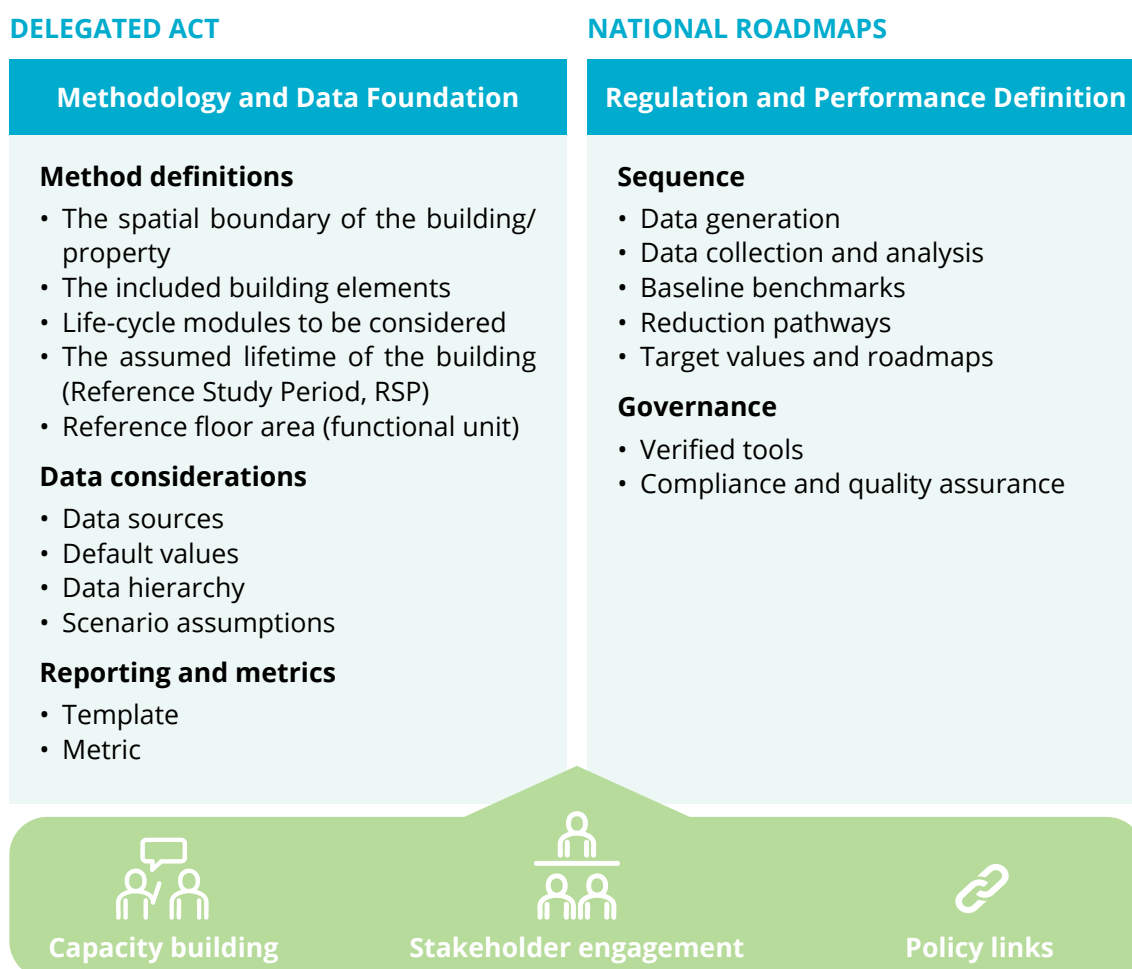 DELEGATED ACT
Methodology and Data Foundation
Method definitions
• The spatial boundary of the building/
property
• The included building elements
• Life-cycle modules to be considered
• The assumed lifetime of the building
(Reference Study Period, RSP)
• Reference floor area (functional unit)
Data considerations
• Data sources
• Default values
• Data hierarchy
• Scenario assumptions
Reporting and metrics
• Template
• Metric
NATIONAL ROADMAPS
Regulation and Performance Definition
Sequence
• Data generation
• Data collection and analysis
• Baseline benchmarks
• Reduction pathways
• Target values and roadmaps
Governance
• Verified tools
• Compliance and quality assurance
Capacity building
Stakeholder engagement
Policy links